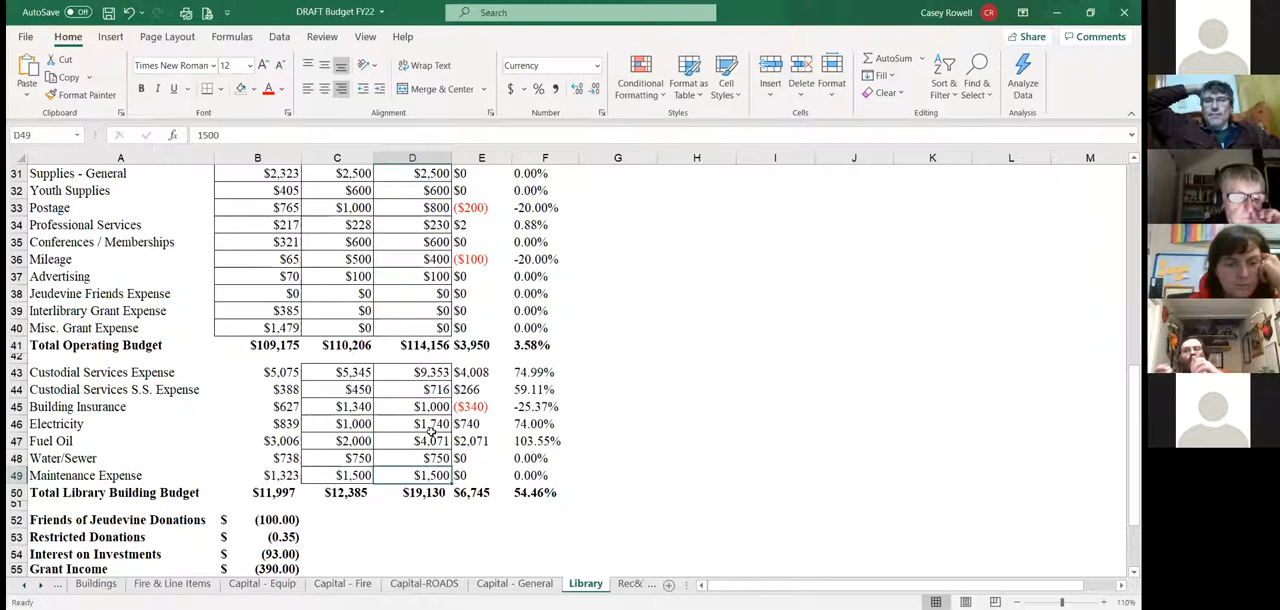 AutoSave Off DRAFT Budget FY22 Search Casey Rowell CR
File Home Insert Page Layout Formulas Data Review View Help Share Comments
Cut
Copy
Format Painter
Paste
Times New Roman 12
Wrap Text
Merge & Center
Currency
Conditional Formatting
Format as Table
Cell Styles
Insert Delete Format
AutoSum
Fill
Clear
Sort & Filter
Find & Select
Analyze Data
Clipboard Font Alignment Number Styles Cells Editing Analysis
D49 fx 1500
A B C D E F G H I J K L M
31 Supplies - General $2,323 $2,500 $2,500 $0 0.00%
32 Youth Supplies $405 $600 $600 $0 0.00%
33 Postage $765 $1,000 $800 ($200) -20.00%
34 Professional Services $217 $228 $230 $2 0.88%
35 Conferences / Memberships $321 $600 $600 $0 0.00%
36 Mileage $65 $500 $400 ($100) -20.00%
37 Advertising $70 $100 $100 $0 0.00%
38 Jeudevine Friends Expense $0 $0 $0 $0 0.00%
39 Interlibrary Grant Expense $385 $0 $0 $0 0.00%
40 Misc. Grant Expense $1,479 $0 $0 $0 0.00%
41 Total Operating Budget $109,175 $110,206 $114,156 $3,950 3.58%
42
43 Custodial Services Expense $5,075 $5,345 $9,353 $4,008 74.99%
44 Custodial Services S.S. Expense $388 $450 $716 $266 59.11%
45 Building Insurance $627 $1,340 $1,000 ($340) -25.37%
46 Electricity $839 $1,000 $1,740 $740 74.00%
47 Fuel Oil $3,006 $2,000 $4,071 $2,071 103.55%
48 Water/Sewer $738 $750 $750 $0 0.00%
49 Maintenance Expense $1,323 $1,500 $1,500 $0 0.00%
50 Total Library Building Budget $11,997 $12,385 $19,130 $6,745 54.46%
51
52 Friends of Jeudevine Donations $ (100.00)
53 Restricted Donations $ (0.35)
54 Interest on Investments $ (93.00)
55 Grant Income $ (390.00)
... Buildings Fire & Line Items Capital - Equip Capital - Fire Capital-ROADS Capital - General Library Rec& ...
Ready 110%